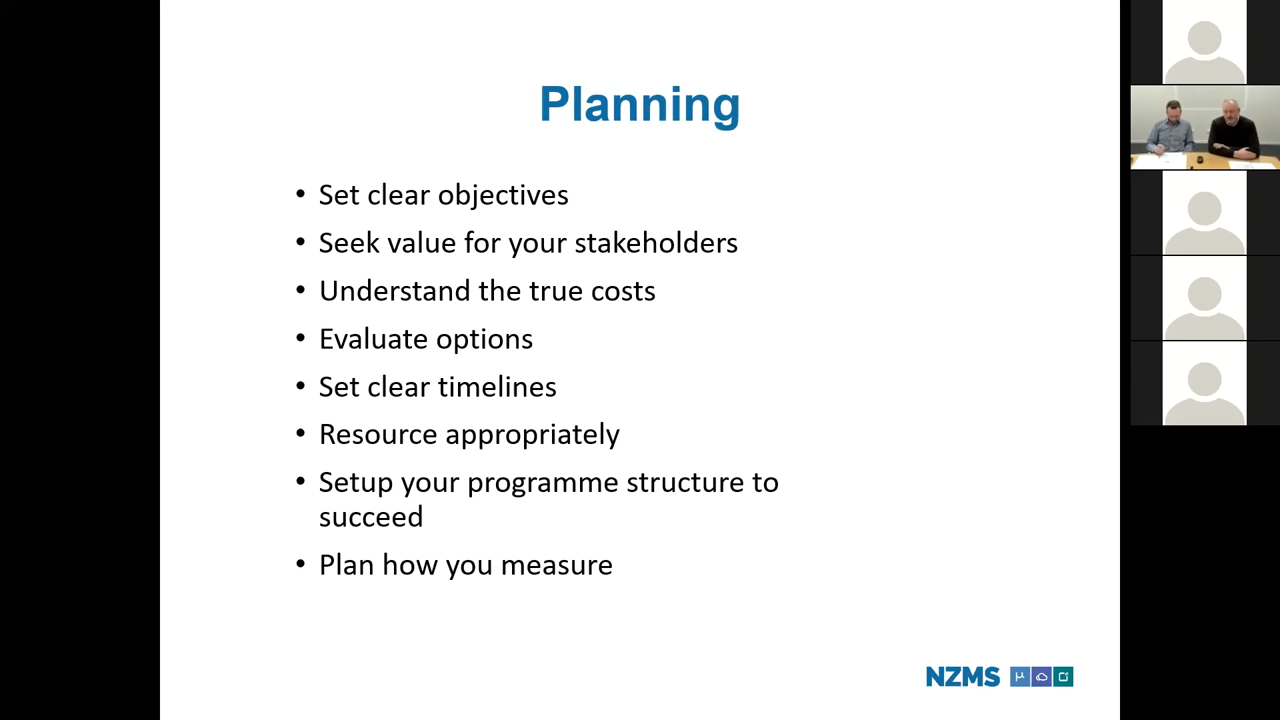 Planning
• Set clear objectives
• Seek value for your stakeholders
• Understand the true costs
• Evaluate options
• Set clear timelines
• Resource appropriately
• Setup your programme structure to
succeed
• Plan how you measure
NZMS